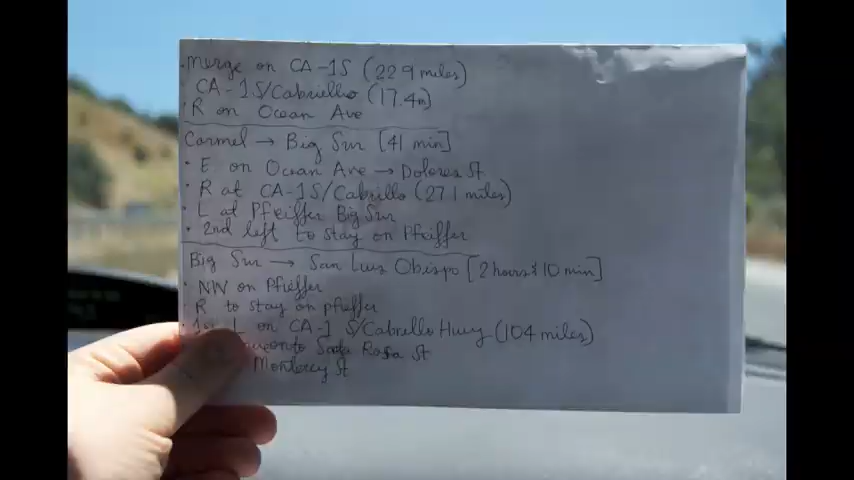 · Merge on CA-1S (22.9 miles)
CA-1S/Cabrillo (17.4m)
· R on Ocean Ave
Carmel → Big Sur [41 min]
· E on Ocean Ave → Dolores St
· R at CA-1S/Cabrillo (27.1 miles)
· L at Pfeiffer Big Sur
· 2nd left to stay on Pfeiffer
Big Sur → San Luis Obispo [2 hours & 10 min]
· NW on Pfeiffer
· R to stay on pfeiffer
L on CA-1 S/Cabrillo Hwy (104 miles)
onto Santa Rosa St
Monterey St